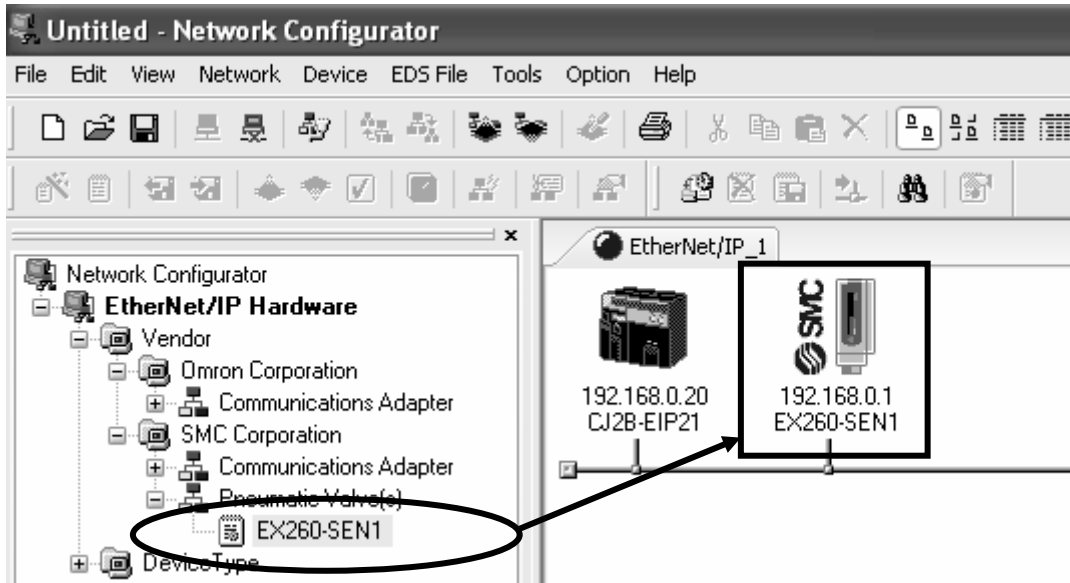 Untitled - Network Configurator
File Edit View Network Device EDS File Tools Option Help
Network Configurator
EtherNet/IP Hardware
Vendor
Omron Corporation
Communications Adapter
SMC Corporation
Communications Adapter
Pneumatic Valve(s)
EX260-SEN1
DeviceType
EtherNet/IP_1
SMC
192.168.0.20
CJ2B-EIP21
192.168.0.1
EX260-SEN1